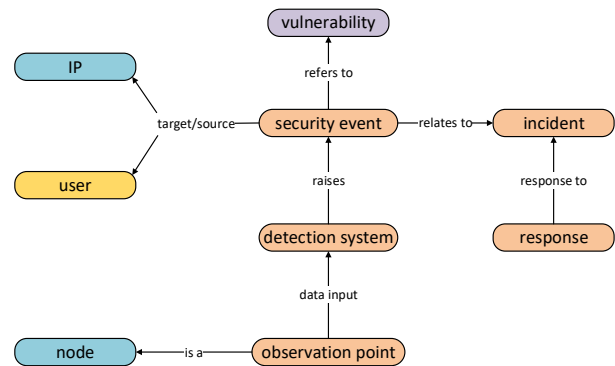 vulnerability
refers to
IP
target/source
security event
relates to
incident
user
raises
response to
detection system
response
data input
node
is a
observation point